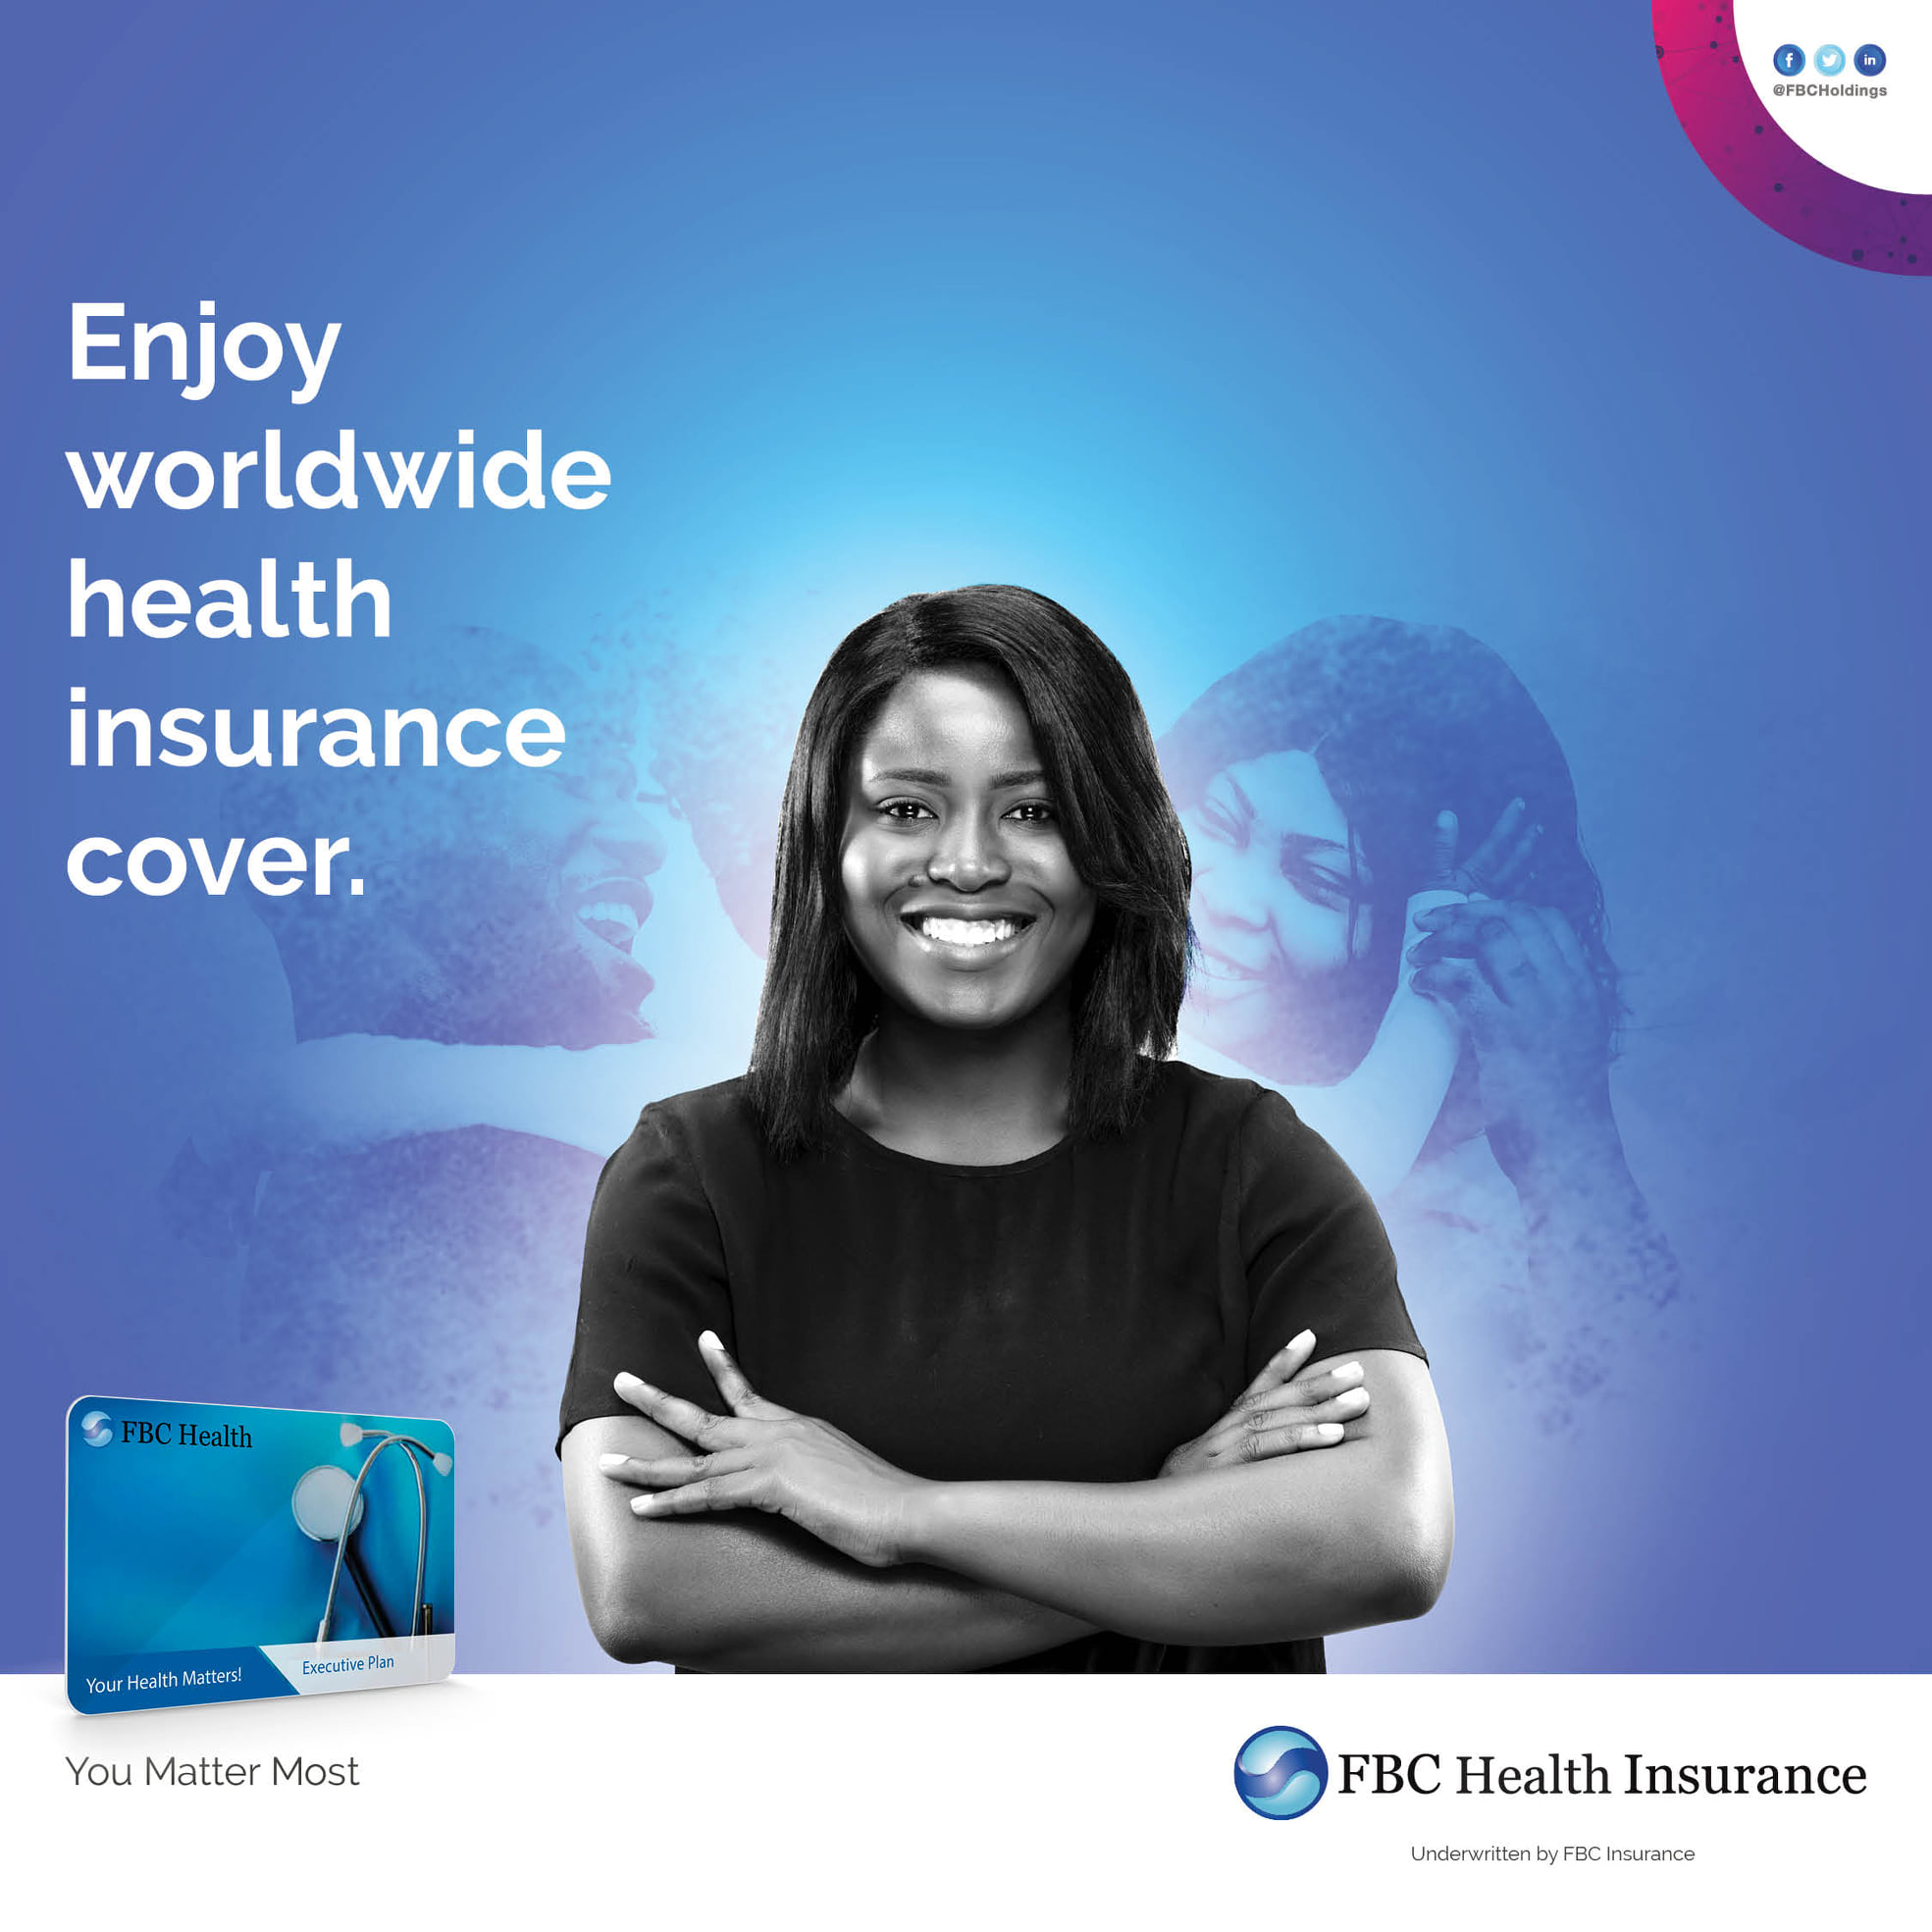 @FBCHoldings
Enjoy
worldwide
health
insurance
cover.
FBC Health
Your Health Matters!
Executive Plan
You Matter Most
FBC Health Insurance
Underwritten by FBC Insurance